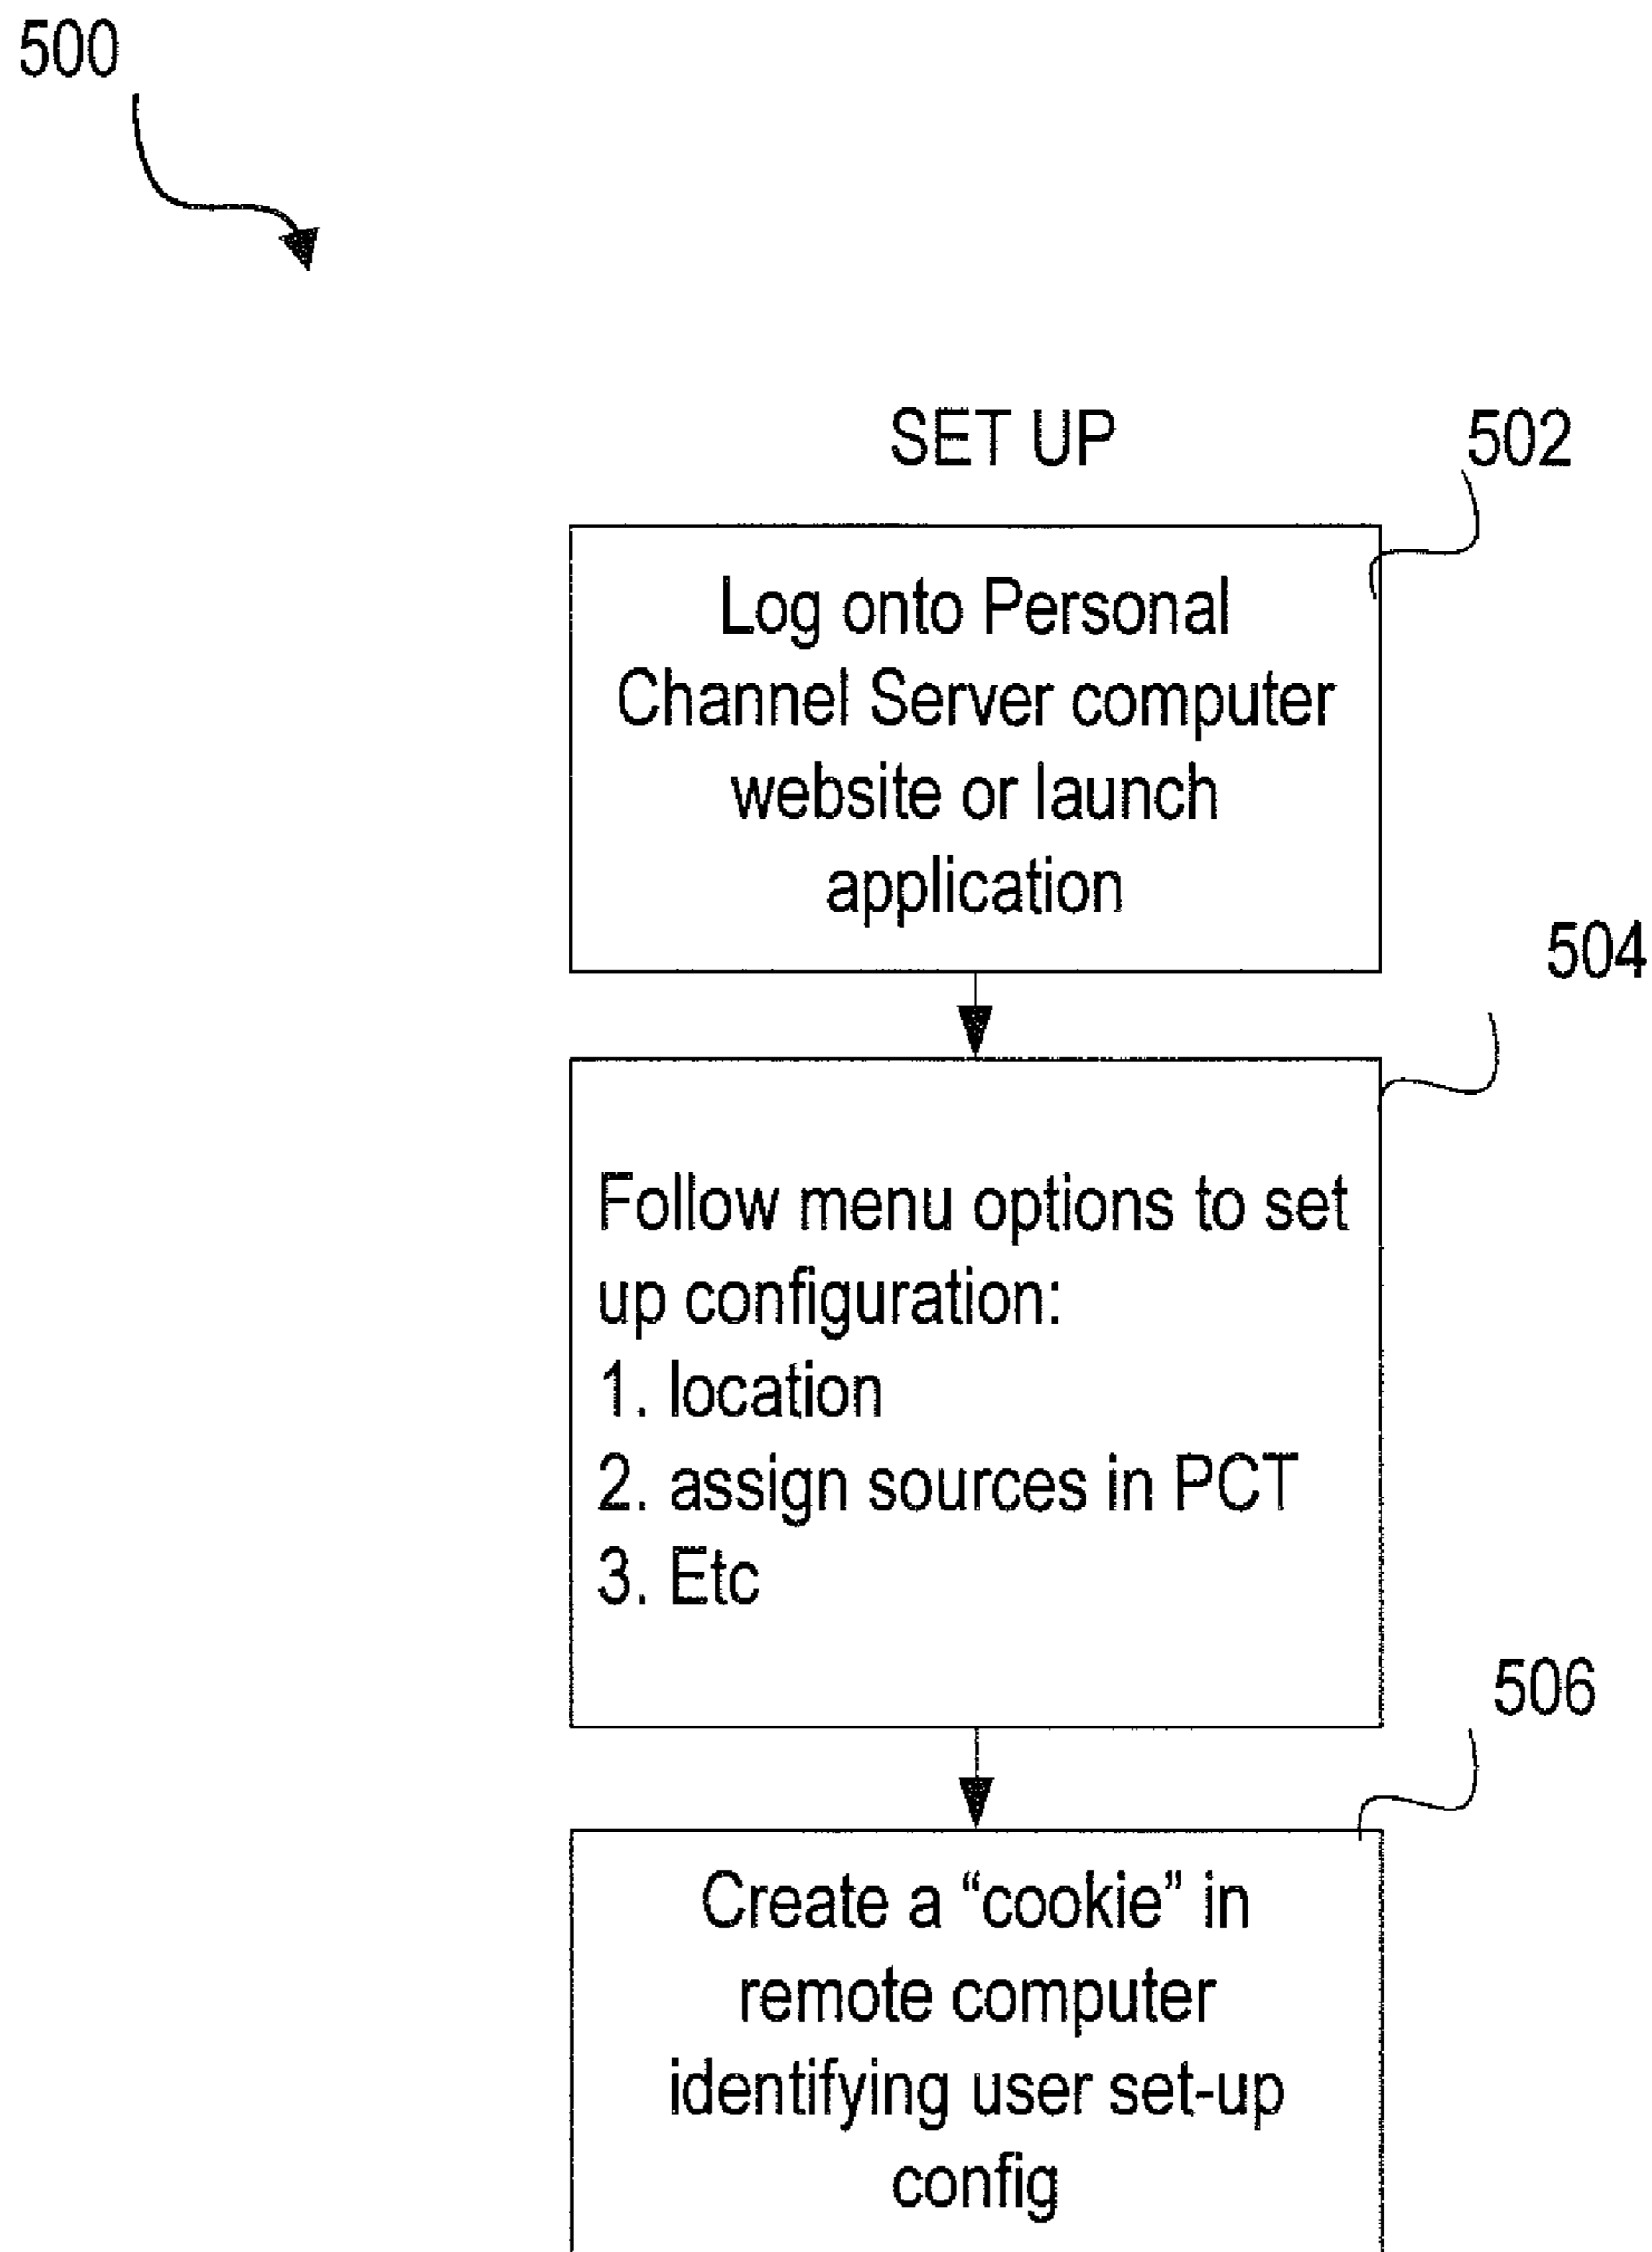 500
SET UP
502
Log onto Personal
Channel Server computer
website or launch
application
504
Follow menu options to set
up configuration:
1. location
2. assign sources in PCT
3. Etc
506
Create a “cookie” in
remote computer
identifying user set-up
config